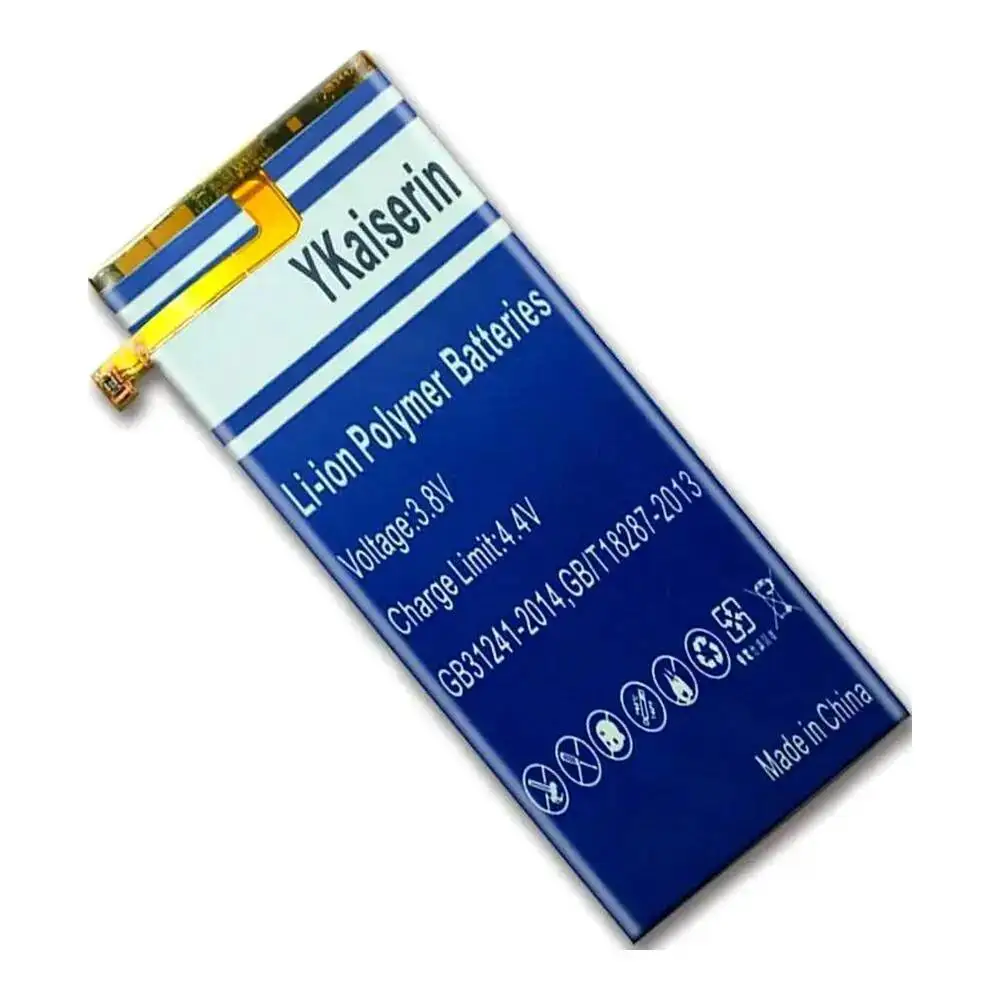 YKaiserin
Li-ion Polymer Batteries
Voltage:3.8V
Charge Limit:4.4V
GB31241-2014,GB/T18287-2013
Made in China